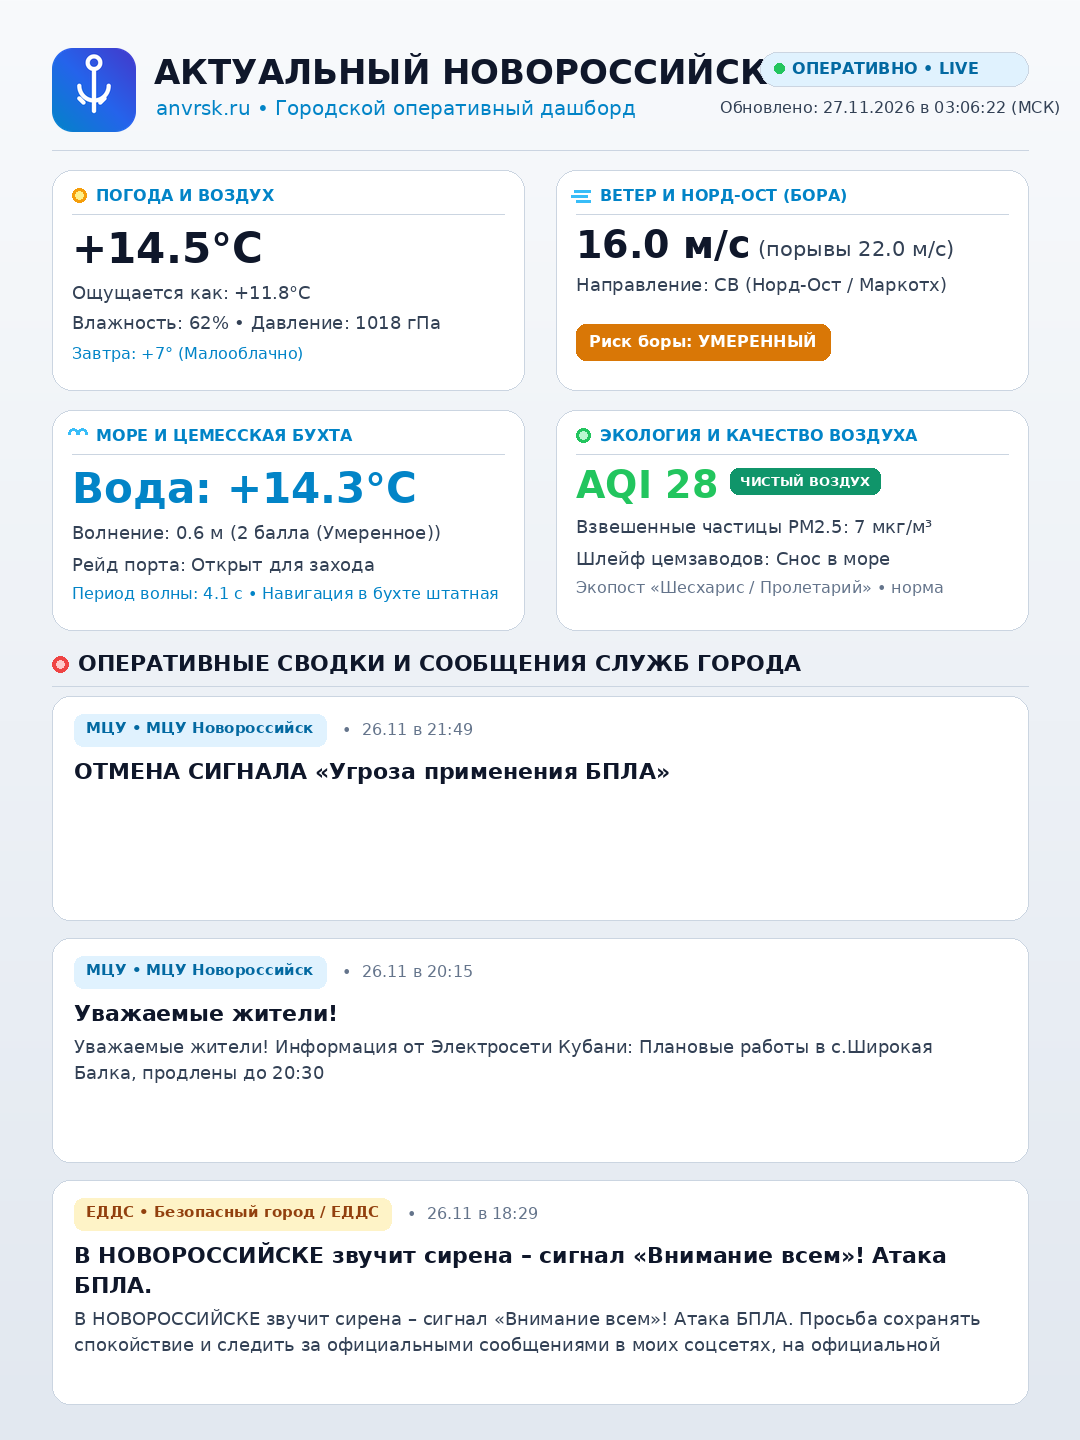 АКТУАЛЬНЫЙ НОВОРОССИЙСК
ОПЕРАТИВНО • LIVE
anvrsk.ru • Городской оперативный дашборд
Обновлено: 27.11.2026 в 03:06:22 (МСК)
ПОГОДА И ВОЗДУХ
+14.5°C
Ощущается как: +11.8°C
Влажность: 62% • Давление: 1018 гПа
Завтра: +7° (Малооблачно)
ВЕТЕР И НОРД-ОСТ (БОРА)
16.0 м/с (порывы 22.0 м/с)
Направление: СВ (Норд-Ост / Маркотх)
Риск боры: УМЕРЕННЫЙ
МОРЕ И ЦЕМЕССКАЯ БУХТА
Вода: +14.3°C
Волнение: 0.6 м (2 балла (Умеренное))
Рейд порта: Открыт для захода
Период волны: 4.1 с • Навигация в бухте штатная
ЭКОЛОГИЯ И КАЧЕСТВО ВОЗДУХА
AQI 28 ЧИСТЫЙ ВОЗДУХ
Взвешенные частицы PM2.5: 7 мкг/м³
Шлейф цемзаводов: Снос в море
Экопост «Шесхарис / Пролетарий» • норма
ОПЕРАТИВНЫЕ СВОДКИ И СООБЩЕНИЯ СЛУЖБ ГОРОДА
МЦУ • МЦУ Новороссийск • 26.11 в 21:49
ОТМЕНА СИГНАЛА «Угроза применения БПЛА»
МЦУ • МЦУ Новороссийск • 26.11 в 20:15
Уважаемые жители!
Уважаемые жители! Информация от Электросети Кубани: Плановые работы в с.Широкая
Балка, продлены до 20:30
ЕДДС • Безопасный город / ЕДДС • 26.11 в 18:29
В НОВОРОССИЙСКЕ звучит сирена – сигнал «Внимание всем»! Атака
БПЛА.
В НОВОРОССИЙСКЕ звучит сирена – сигнал «Внимание всем»! Атака БПЛА. Просьба сохранять
спокойствие и следить за официальными сообщениями в моих соцсетях, на официальной